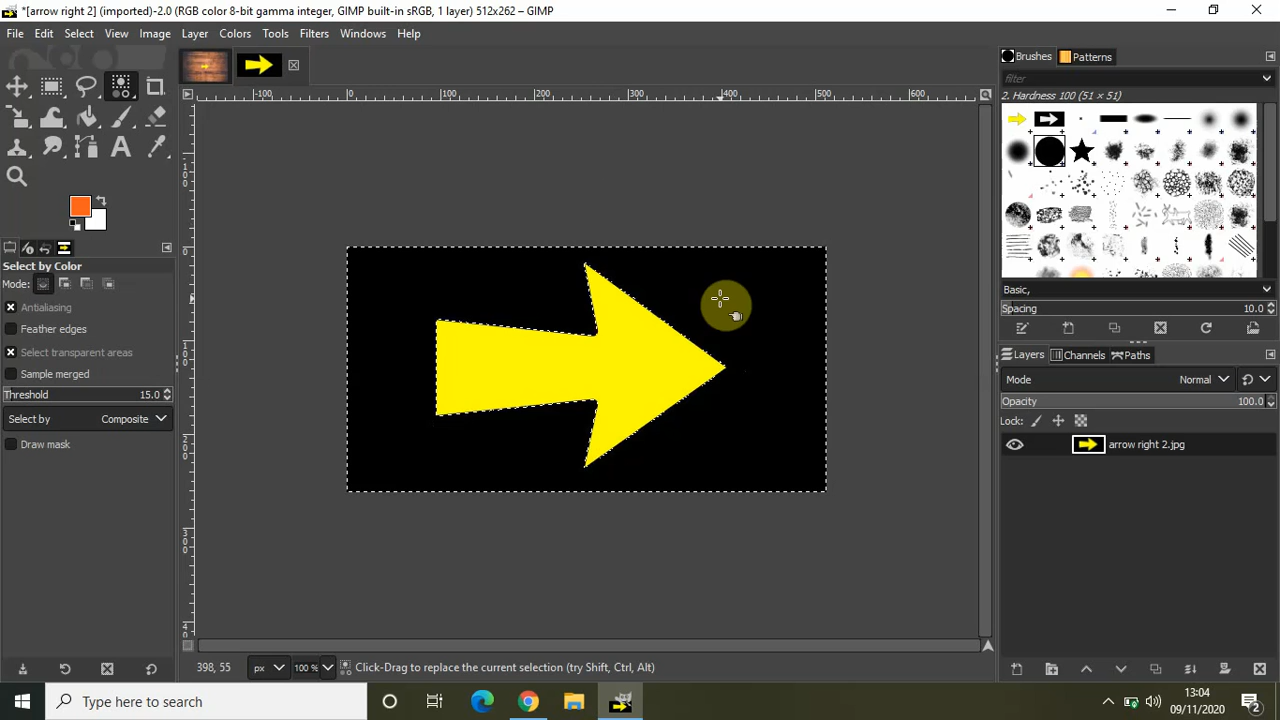 *[arrow right 2] (imported)-2.0 (RGB color 8-bit gamma integer, GIMP built-in sRGB, 1 layer) 512x262 – GIMP
File Edit Select View Image Layer Colors Tools Filters Windows Help
Brushes Patterns
filter
2. Hardness 100 (51 × 51)
-100 0 100 200 300 400 500 600
Select by Color
Mode:
Antialiasing
Feather edges
Select transparent areas
Sample merged
Threshold 15.0
Select by Composite
Draw mask
Basic,
Spacing 10.0
Layers Channels Paths
Mode Normal
Opacity 100.0
Lock:
arrow right 2.jpg
398, 55 px 100 % Click-Drag to replace the current selection (try Shift, Ctrl, Alt)
Type here to search
13:04
09/11/2020
2